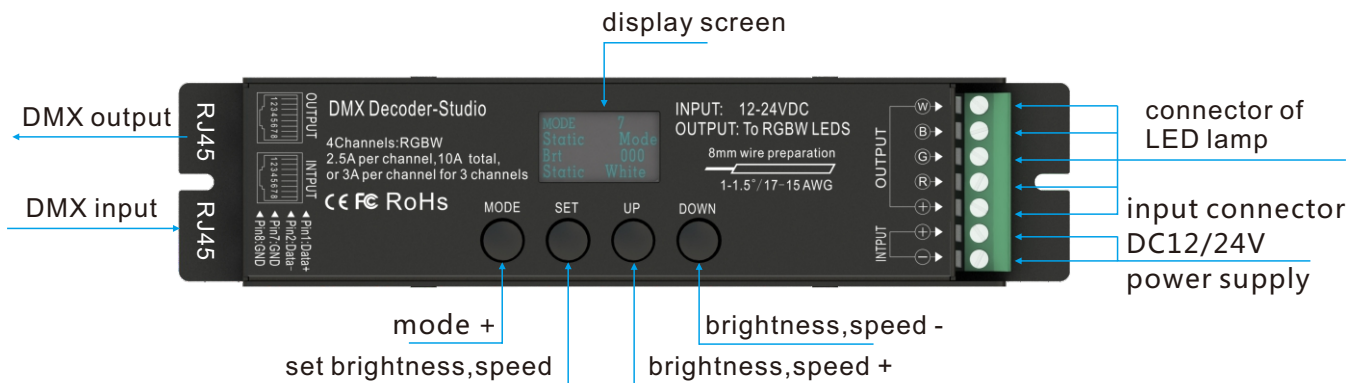 display screen
DMX output
DMX input
RJ45
RJ45
12345678
OUTPUT
12345678
INTPUT
▲Pin1:Data+
▲Pin2:Data-
▲Pin7:GND
▲Pin8:GND
DMX Decoder-Studio
4Channels:RGBW
2.5A per channel,10A total,
or 3A per channel for 3 channels
CE FC RoHs
MODE 7
Static Mode
Brt 000
Static White
INPUT: 12-24VDC
OUTPUT: To RGBW LEDS
8mm wire preparation
1-1.5"/17-15 AWG
MODE SET UP DOWN
OUTPUT
W
B
G
R
+
INTPUT
+
−
connector of
LED lamp
input connector
DC12/24V
power supply
mode +
set brightness,speed
brightness,speed -
brightness,speed +